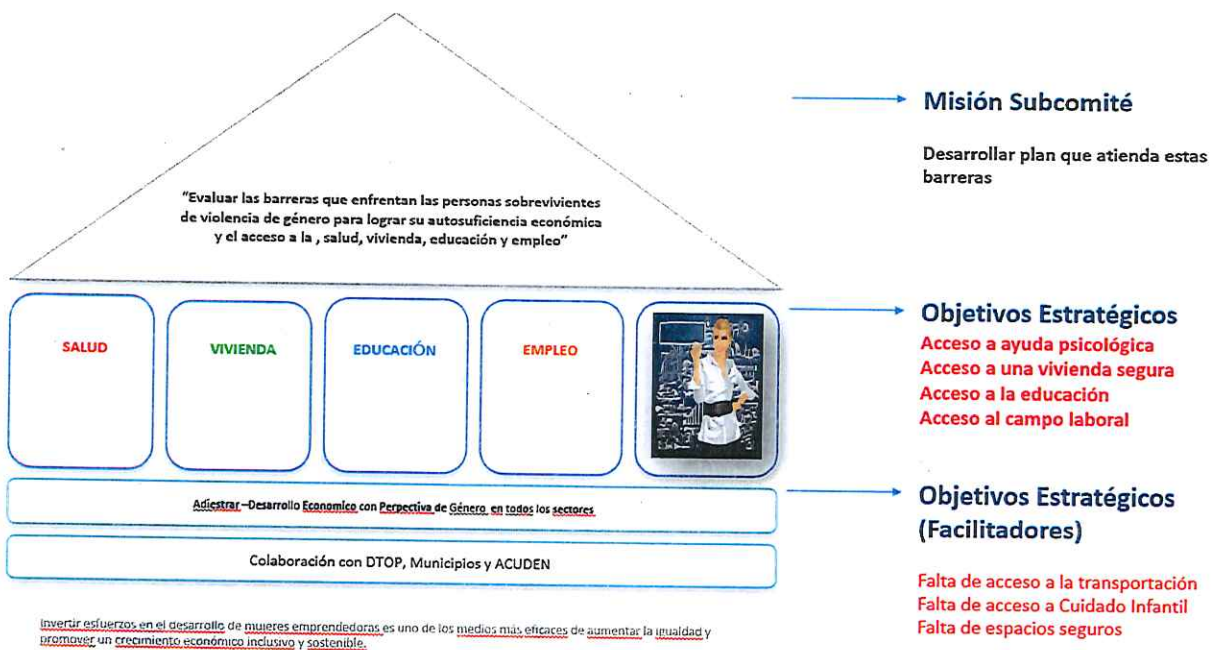 Misión Subcomité
Desarrollar plan que atienda estas
barreras
"Evaluar las barreras que enfrentan las personas sobrevivientes
de violencia de género para lograr su autosuficiencia económica
y el acceso a la , salud, vivienda, educación y empleo"
SALUD
VIVIENDA
EDUCACIÓN
EMPLEO
Objetivos Estratégicos
Acceso a ayuda psicológica
Acceso a una vivienda segura
Acceso a la educación
Acceso al campo laboral
Adiestrar–Desarrollo Economico con Perpectiva de Género en todos los sectores
Colaboración con DTOP, Municipios y ACUDEN
Objetivos Estratégicos
(Facilitadores)
Falta de acceso a la transportación
Falta de acceso a Cuidado Infantil
Falta de espacios seguros
Invertir esfuerzos en el desarrollo de mujeres emprendedoras es uno de los medios más eficaces de aumentar la igualdad y
promover un crecimiento económico inclusivo y sostenible.